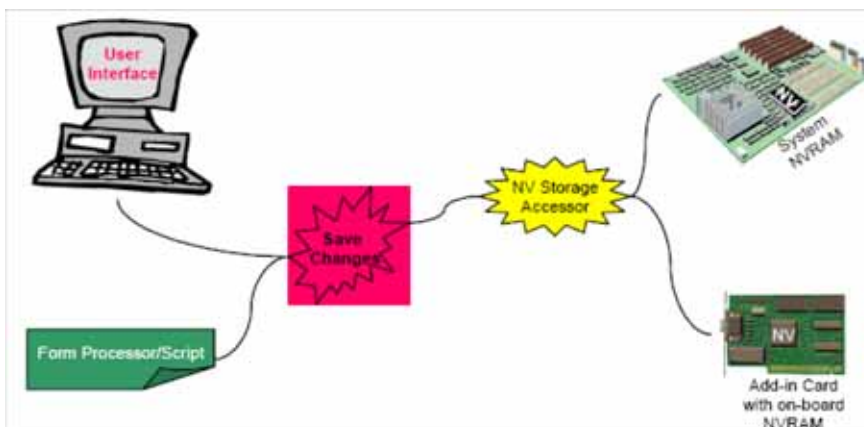 User
Interface
NV
System
NVRAM
NV Storage
Accessor
Save
Changes
Form Processor/Script
NV
Add-in Card
with on-board
NVRAM